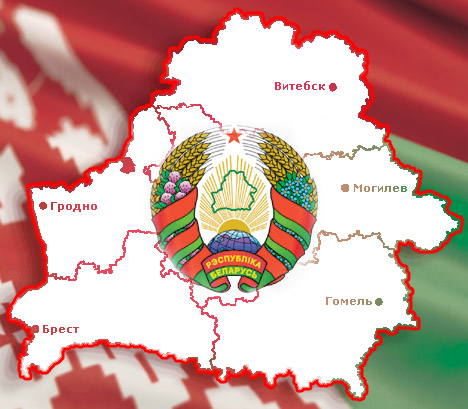 Витебск
Могилев
Гродно
РЭСПУБЛІКА
БЕЛАРУСЬ
Гомель
Брест